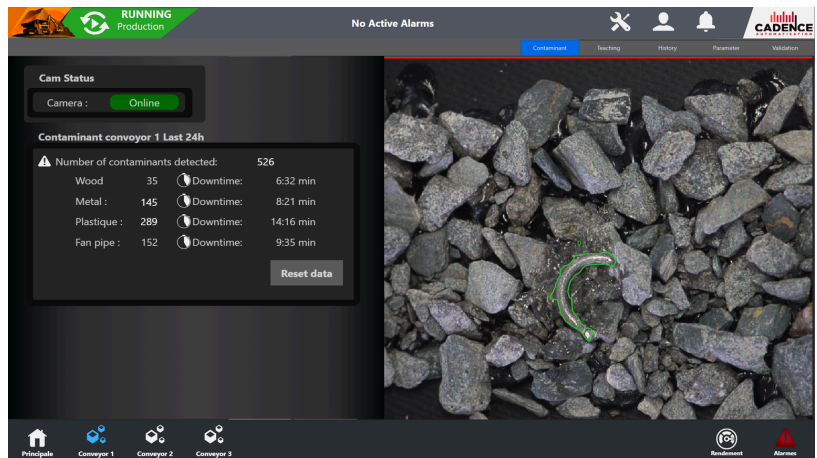 RUNNING
Production
No Active Alarms
CADENCE
AUTOMATISATION
Contaminant Teaching History Parameter Validation
Cam Status
Camera : Online
Contaminant convoyor 1 Last 24h
Number of contaminants detected: 526
Wood 35 Downtime: 6:32 min
Metal : 145 Downtime: 8:21 min
Plastique : 289 Downtime: 14:16 min
Fan pipe : 152 Downtime: 9:35 min
Reset data
Principale Conveyor 1 Conveyor 2 Conveyor 3 Rendement Alarmes